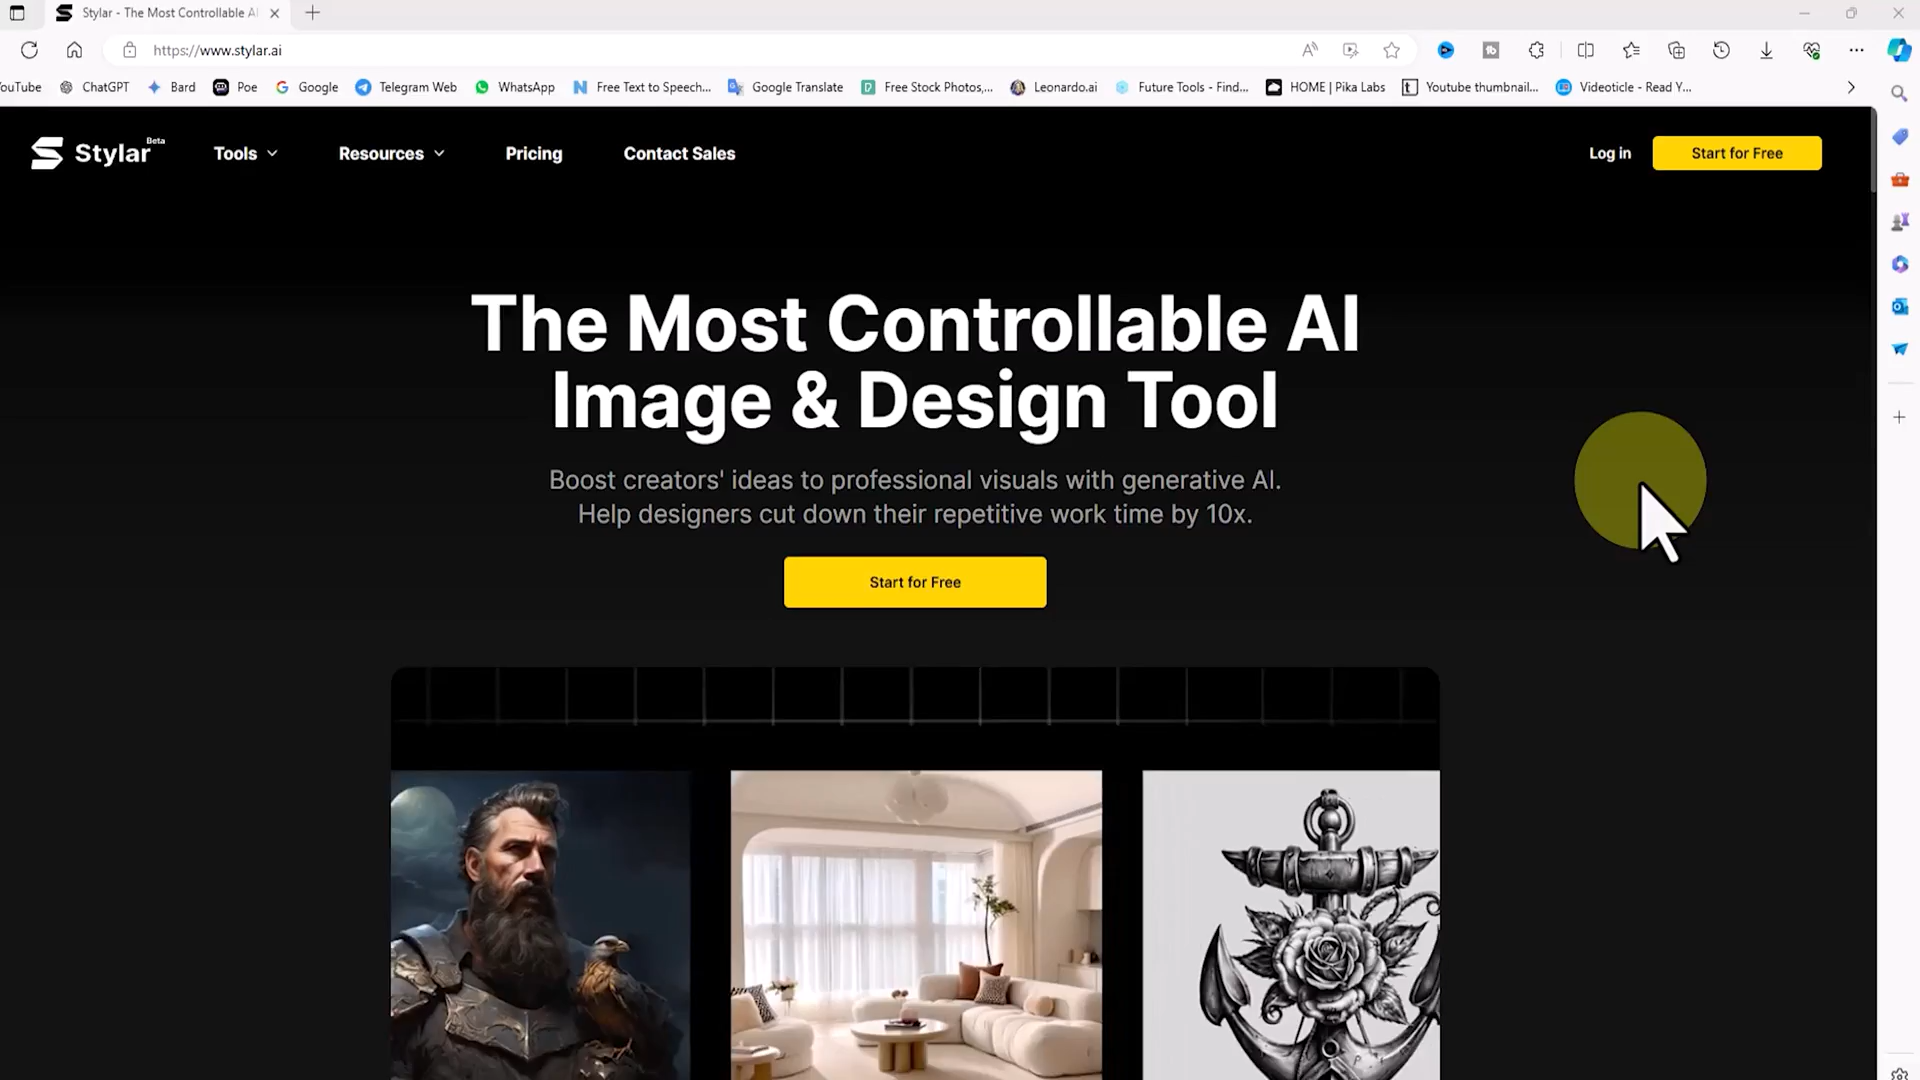 Stylar - The Most Controllable AI
https://www.stylar.ai
ouTube
ChatGPT
Bard
Poe
Google
Telegram Web
WhatsApp
Free Text to Speech...
Google Translate
Free Stock Photos,...
Leonardo.ai
Future Tools - Find...
HOME | Pika Labs
Youtube thumbnail...
Videoticle - Read Y...
Stylar Beta
Tools
Resources
Pricing
Contact Sales
Log in
Start for Free
The Most Controllable AI
Image & Design Tool
Boost creators' ideas to professional visuals with generative AI.
Help designers cut down their repetitive work time by 10x.
Start for Free